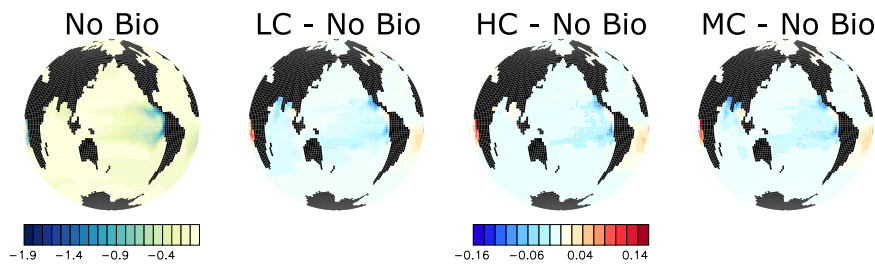 No Bio
LC - No Bio
HC - No Bio
MC - No Bio
−1.9 −1.4 −0.9 −0.4
−0.16 −0.06 0.04 0.14